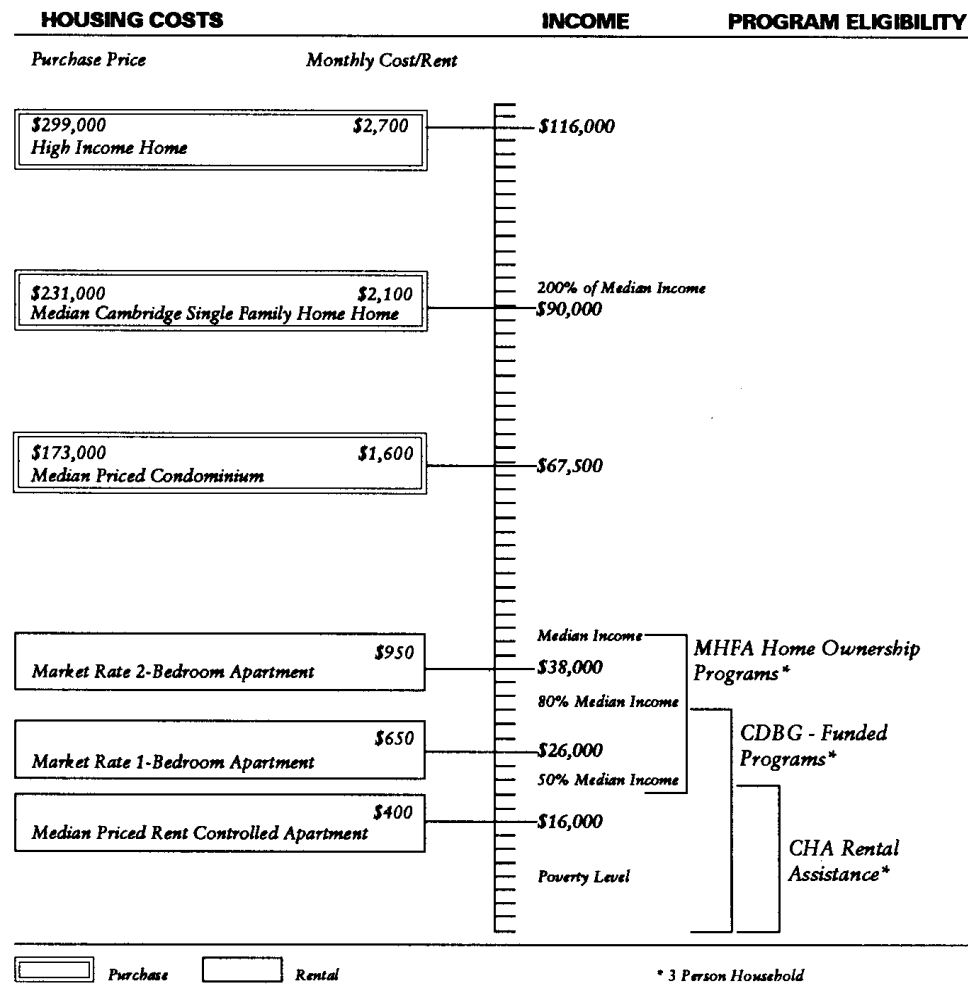 HOUSING COSTS INCOME PROGRAM ELIGIBILITY
Purchase Price Monthly Cost/Rent
$299,000 $2,700 $116,000
High Income Home
200% of Median Income
$231,000 $2,100 $90,000
Median Cambridge Single Family Home Home
$173,000 $1,600 $67,500
Median Priced Condominium
Median Income
MHFA Home Ownership
Programs*
$950 $38,000
Market Rate 2-Bedroom Apartment
80% Median Income
CDBG - Funded
Programs*
$650 $26,000
Market Rate 1-Bedroom Apartment
50% Median Income
$400 $16,000
Median Priced Rent Controlled Apartment
CHA Rental
Assistance*
Poverty Level
Purchase Rental * 3 Person Household